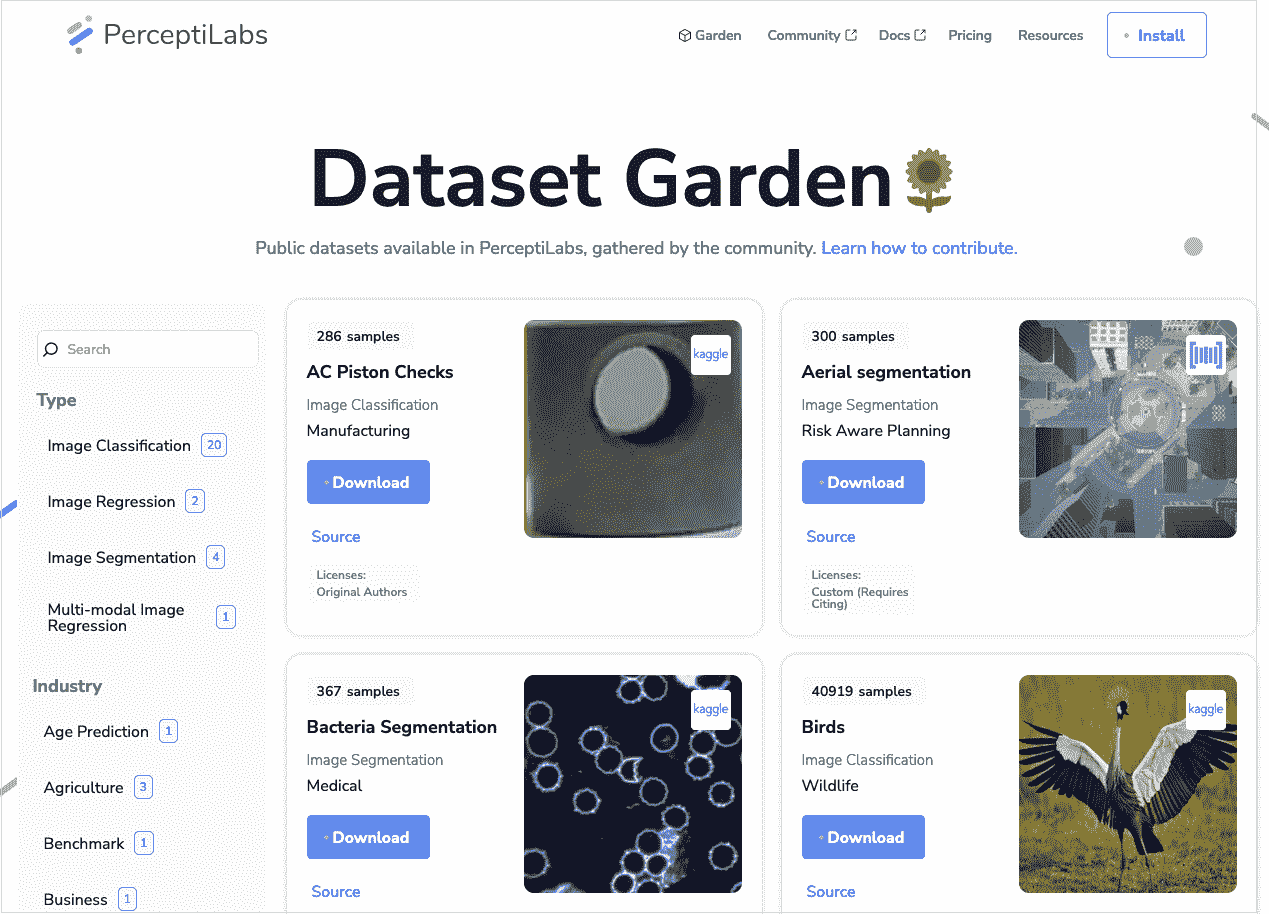 PerceptiLabs
Garden
Community
Docs
Pricing
Resources
Install
Dataset Garden
Public datasets available in PerceptiLabs, gathered by the community. Learn how to contribute.
Search
Type
Image Classification 20
Image Regression 2
Image Segmentation 4
Multi-modal Image
Regression
1
Industry
Age Prediction 1
Agriculture 3
Benchmark 1
Business 1
286 samples
AC Piston Checks
Image Classification
Manufacturing
Download
Source
Licenses:
Original Authors
kaggle
300 samples
Aerial segmentation
Image Segmentation
Risk Aware Planning
Download
Source
Licenses:
Custom (Requires
Citing)
367 samples
Bacteria Segmentation
Image Segmentation
Medical
Download
Source
kaggle
40919 samples
Birds
Image Classification
Wildlife
Download
Source
kaggle